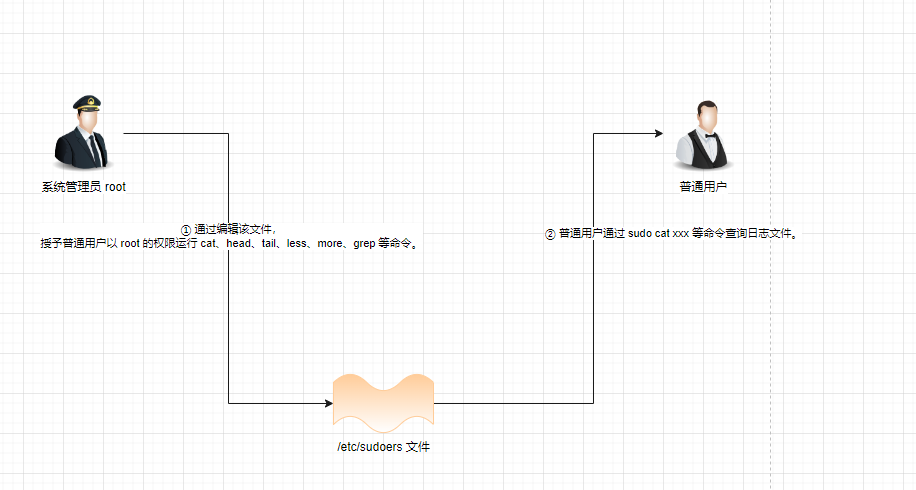 系统管理员 root
普通用户
① 通过编辑该文件，
授予普通用户以 root 的权限运行 cat、head、tail、less、more、grep 等命令。
② 普通用户通过 sudo cat xxx 等命令查询日志文件。
/etc/sudoers 文件